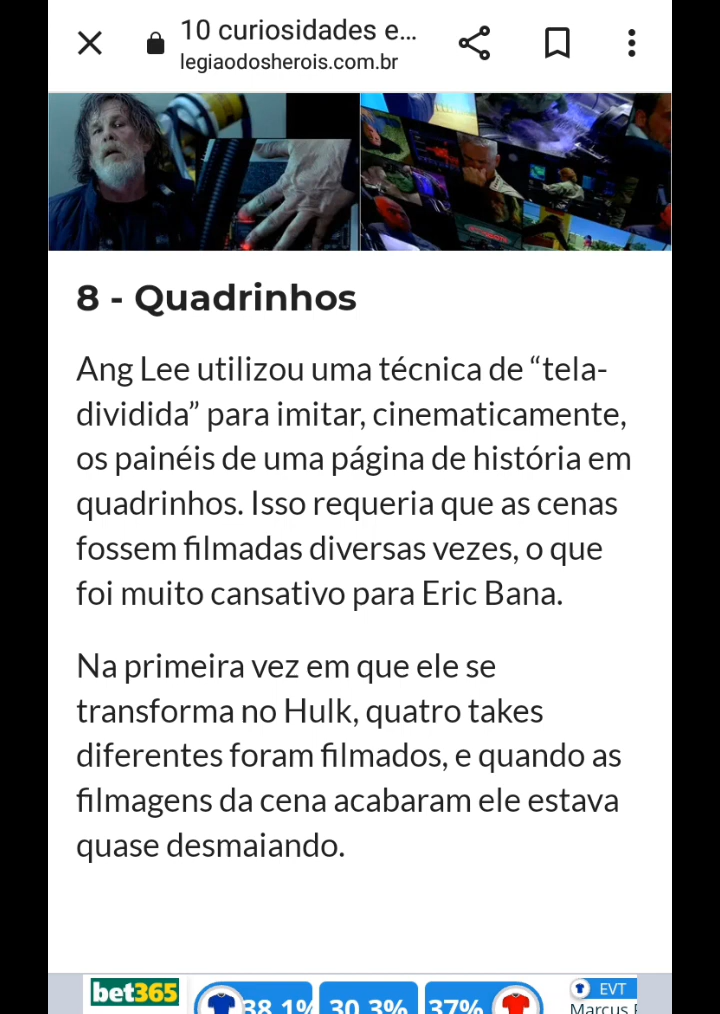 10 curiosidades e...
legiaodosherois.com.br
8 - Quadrinhos
Ang Lee utilizou uma técnica de “tela-
dividida” para imitar, cinematicamente,
os painéis de uma página de história em
quadrinhos. Isso requeria que as cenas
fossem filmadas diversas vezes, o que
foi muito cansativo para Eric Bana.
Na primeira vez em que ele se
transforma no Hulk, quatro takes
diferentes foram filmados, e quando as
filmagens da cena acabaram ele estava
quase desmaiando.
bet365 38.1% 30.3% 37% EVT
Marcus